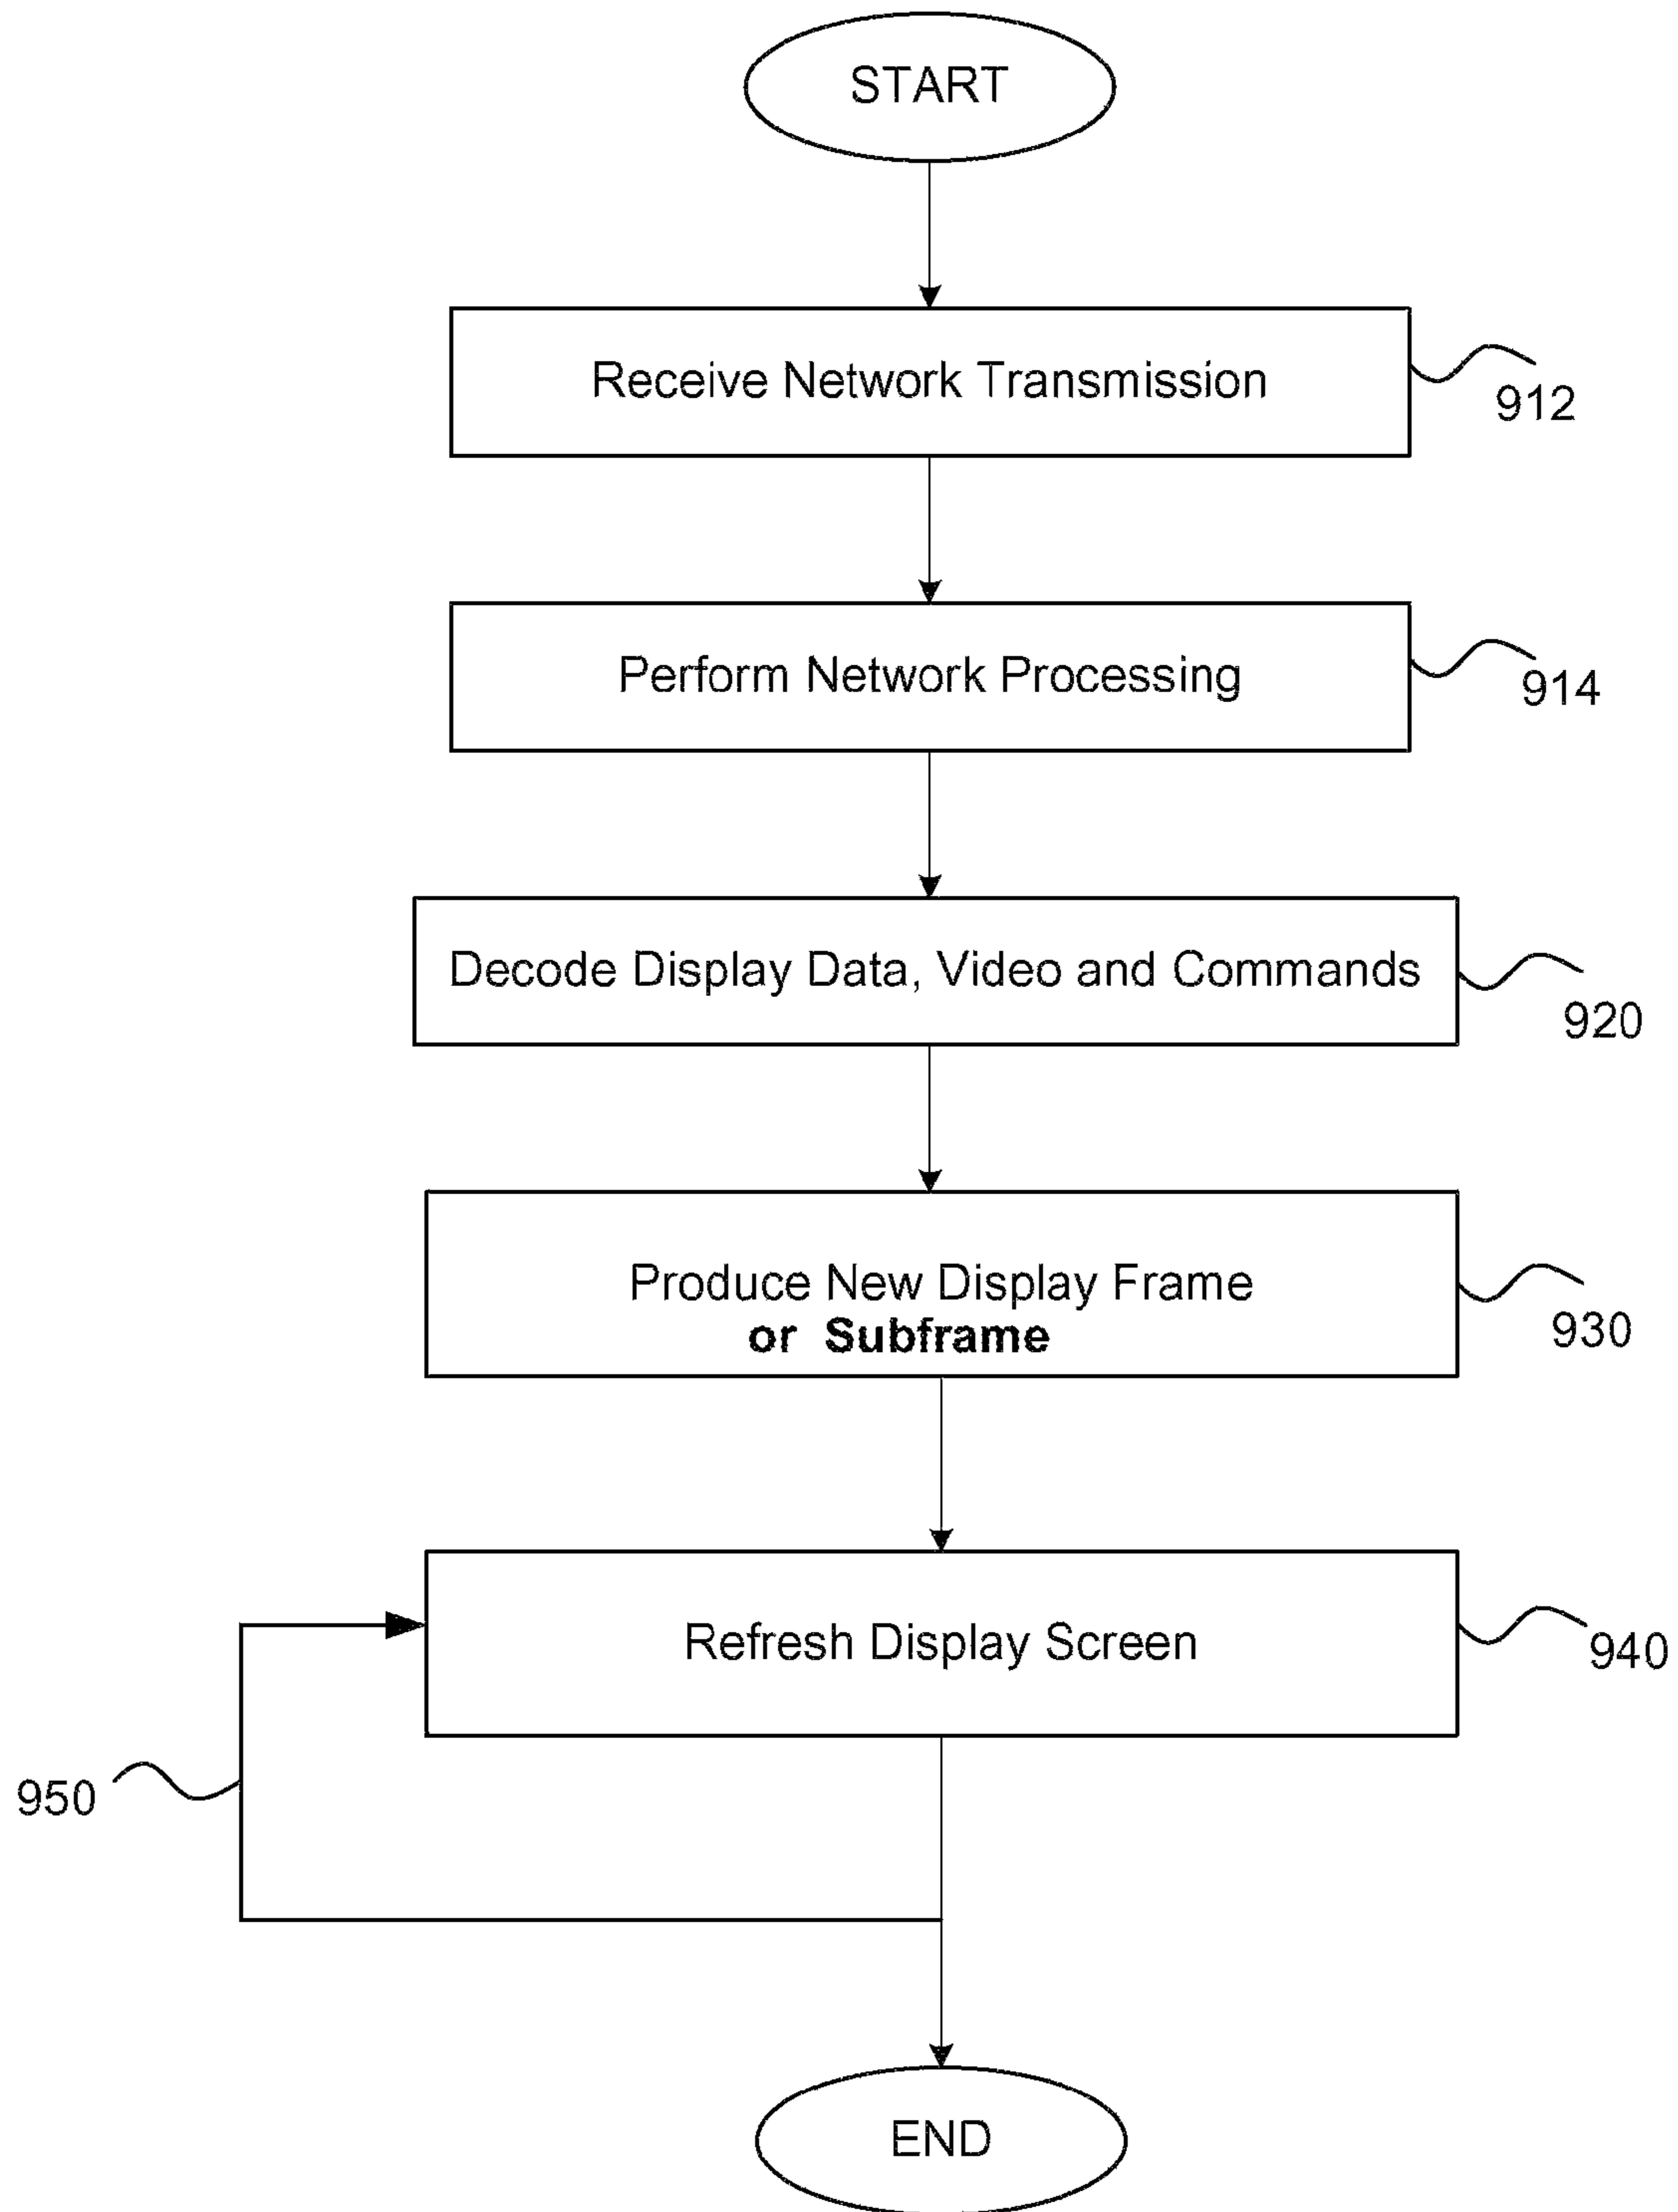 START
Receive Network Transmission
912
Perform Network Processing
914
Decode Display Data, Video and Commands
920
Produce New Display Frame
or Subframe
930
Refresh Display Screen
940
950
END